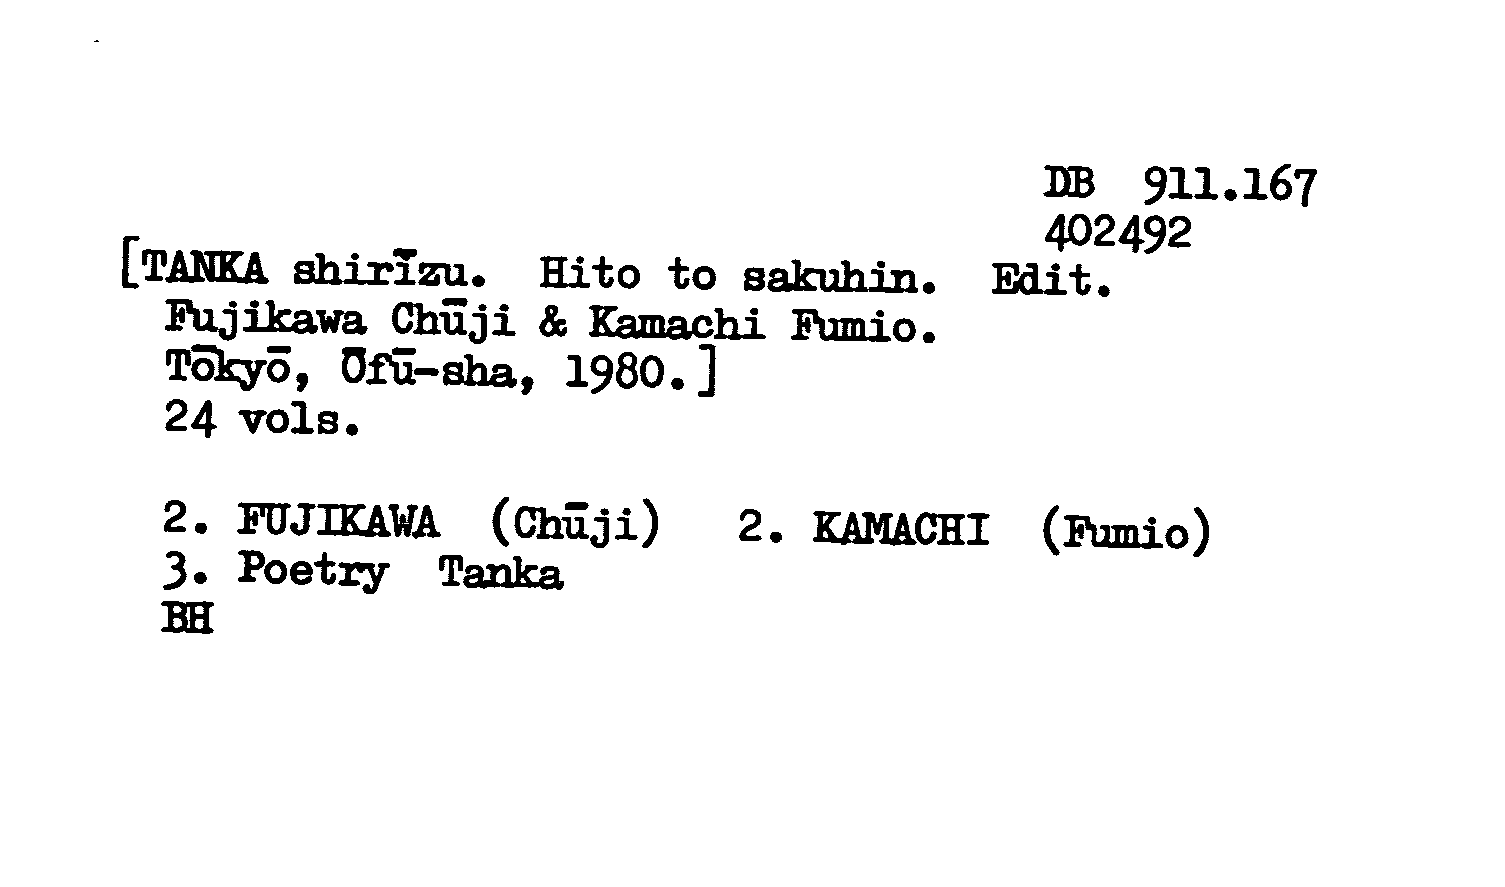 DB 911.167
402492
[TANKA shirīzu. Hito to sakuhin. Edit.
Fujikawa Chūji & Kamachi Fumio.
Tōkyō, Ōfū-sha, 1980.]
24 vols.
2. FUJIKAWA (Chūji) 2. KAMACHI (Fumio)
3. Poetry Tanka
BH